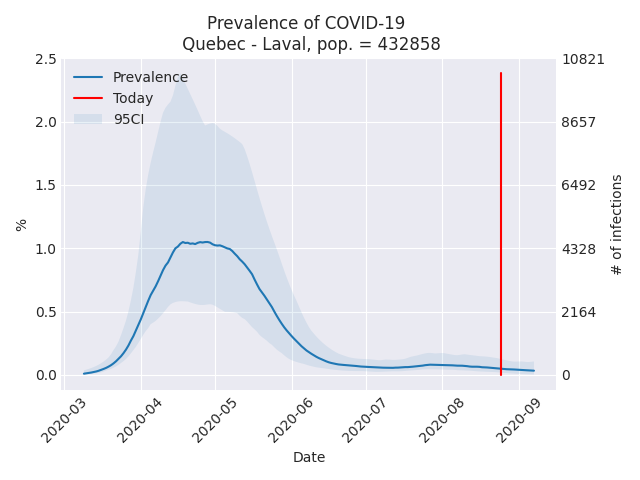 Prevalence of COVID-19
Quebec - Laval, pop. = 432858
Prevalence
Today
95CI
2.5
2.0
1.5
1.0
0.5
0.0
%
10821
8657
6492
4328
2164
0
# of infections
2020-03
2020-04
2020-05
2020-06
2020-07
2020-08
2020-09
Date